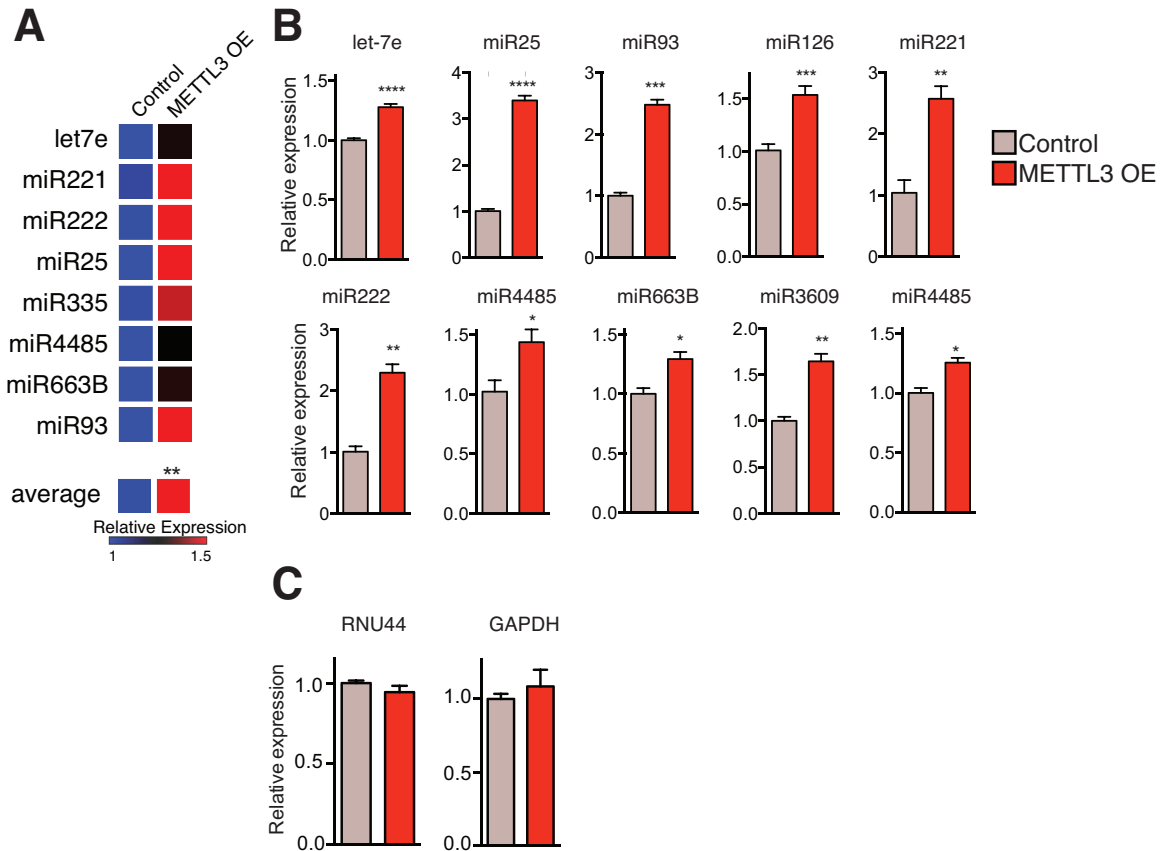 A
Control
METTL3 OE
let7e
miR221
miR222
miR25
miR335
miR4485
miR663B
miR93
**
average
Relative Expression
1 1.5
B
let-7e miR25 miR93 miR126 miR221
Relative expression
1.5
1.0
0.5
0.0
****
4
3
2
1
0
****
3
2
1
0
***
1.5
1.0
0.5
0.0
***
3
2
1
0
**
Control
METTL3 OE
miR222 miR4485 miR663B miR3609 miR4485
Relative expression
3
2
1
0
**
1.5
1.0
0.5
0.0
*
1.5
1.0
0.5
0.0
*
2.0
1.5
1.0
0.5
0.0
**
1.5
1.0
0.5
0.0
*
C
RNU44 GAPDH
Relative expression
1.0
0.5
0.0
1.0
0.5
0.0